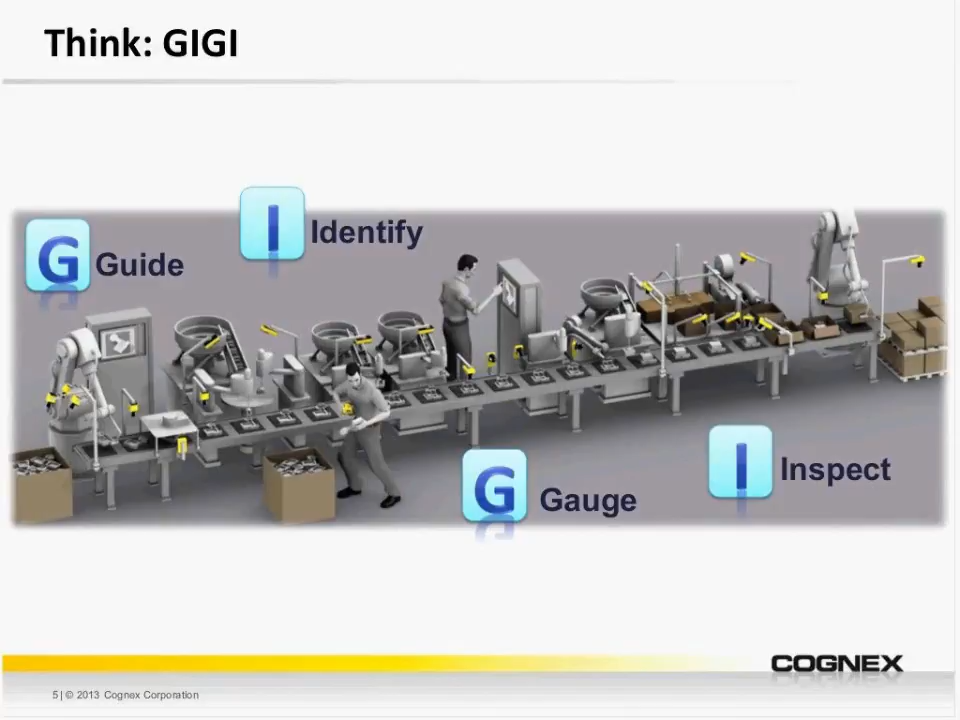 Think: GIGI
I Identify
G Guide
G Gauge
I Inspect
COGNEX
5 | © 2013 Cognex Corporation